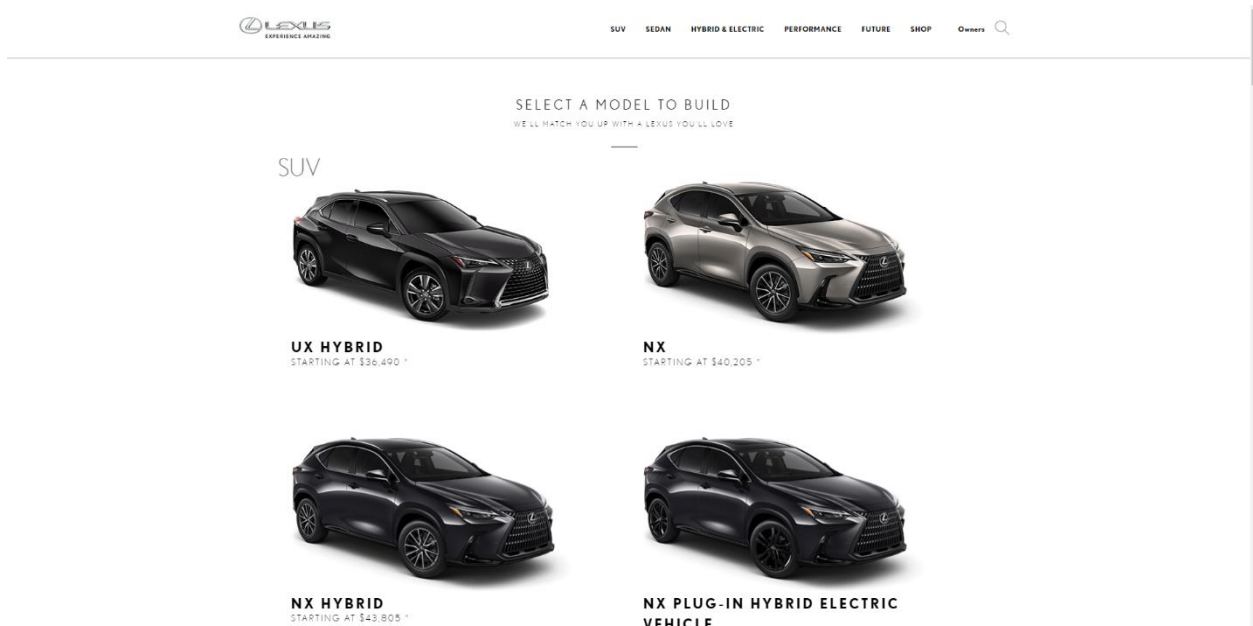 LEXUS
EXPERIENCE AMAZING
SUV SEDAN HYBRID & ELECTRIC PERFORMANCE FUTURE SHOP Owners
SELECT A MODEL TO BUILD
WE'LL MATCH YOU UP WITH A LEXUS YOU'LL LOVE
SUV
UX HYBRID
STARTING AT $36,490 *
NX
STARTING AT $40,205 *
NX HYBRID
STARTING AT $43,805 *
NX PLUG-IN HYBRID ELECTRIC
VEHICLE